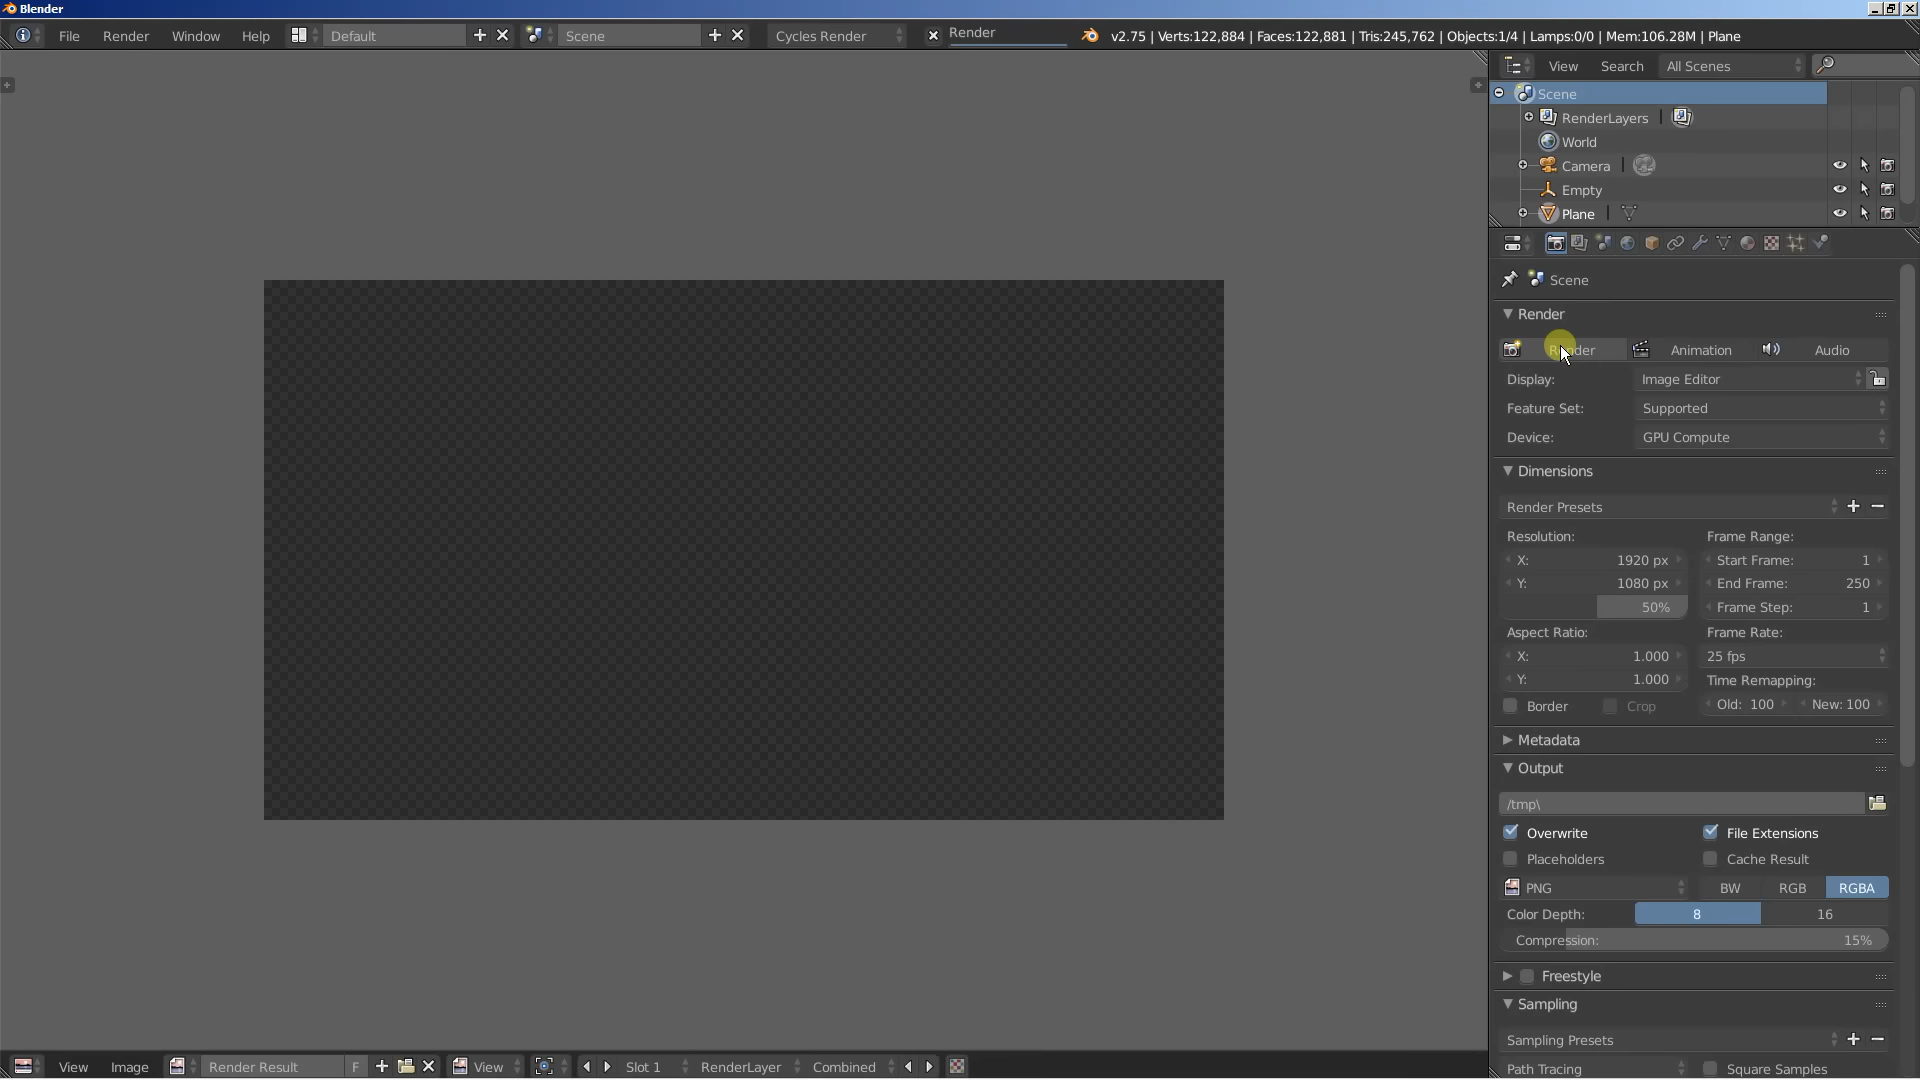 Blender
File Render Window Help Default Scene Cycles Render Render v2.75 | Verts:122,884 | Faces:122,881 | Tris:245,762 | Objects:1/4 | Lamps:0/0 | Mem:106.28M | Plane
View Search All Scenes
Scene
RenderLayers
World
Camera
Empty
Plane
Scene
Render
Render Animation Audio
Display: Image Editor
Feature Set: Supported
Device: GPU Compute
Dimensions
Render Presets
Resolution: Frame Range:
X: 1920 px Start Frame: 1
Y: 1080 px End Frame: 250
50% Frame Step: 1
Aspect Ratio: Frame Rate:
X: 1.000 25 fps
Y: 1.000 Time Remapping:
Border Crop Old: 100 New: 100
Metadata
Output
/tmp\
Overwrite File Extensions
Placeholders Cache Result
PNG BW RGB RGBA
Color Depth: 8 16
Compression: 15%
Freestyle
Sampling
Sampling Presets
Path Tracing Square Samples
View Image Render Result F View Slot 1 RenderLayer Combined